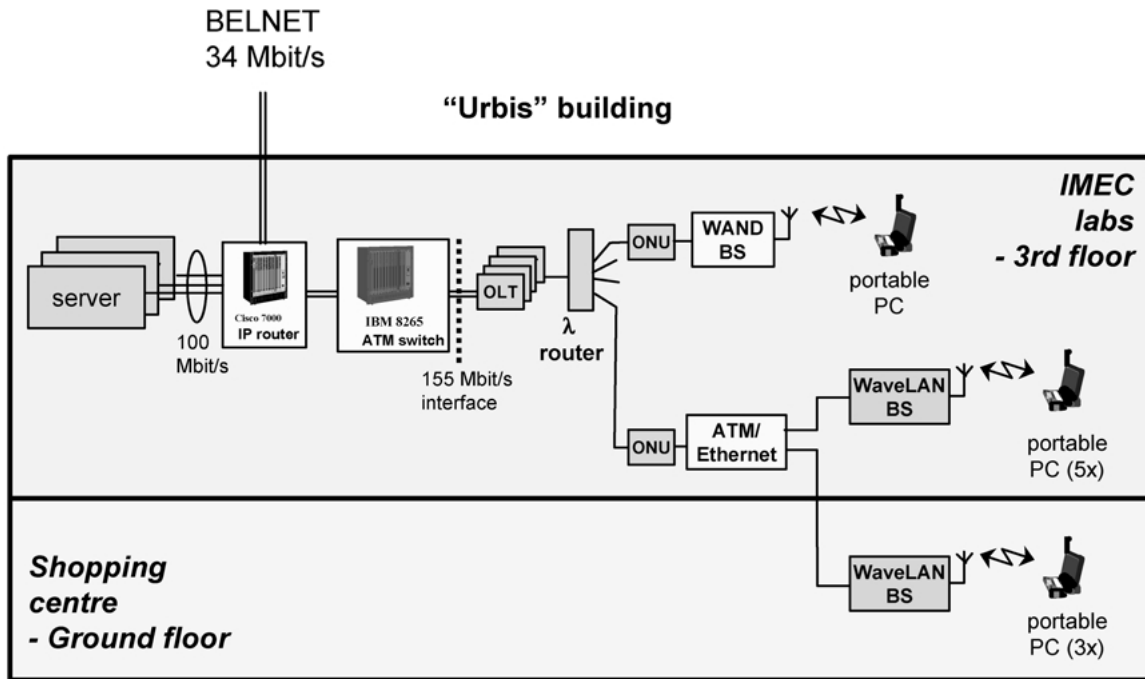 BELNET
34 Mbit/s
“Urbis” building
IMEC
labs
- 3rd floor
server
100
Mbit/s
Cisco 7000
IP router
IBM 8265
ATM switch
155 Mbit/s
interface
OLT
λ
router
ONU
WAND
BS
portable
PC
ONU
ATM/
Ethernet
WaveLAN
BS
portable
PC (5x)
Shopping
centre
- Ground floor
WaveLAN
BS
portable
PC (3x)